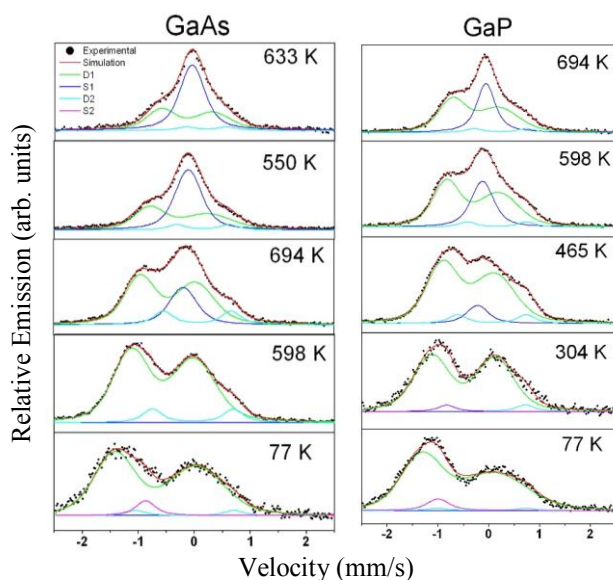 GaAs
GaP
Experimental
Simulation
D1
S1
D2
S2
633 K
550 K
694 K
598 K
77 K
694 K
598 K
465 K
304 K
77 K
Relative Emission (arb. units)
-2 -1 0 1 2
-2 -1 0 1 2
Velocity (mm/s)